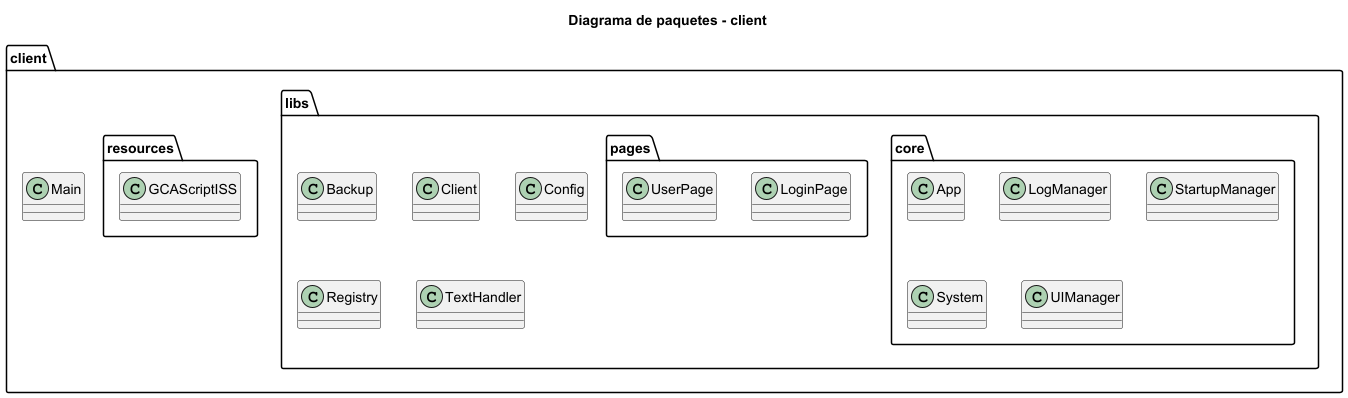 Diagrama de paquetes - client
client
libs
resources
pages
core
C Main
C GCAScriptISS
C Backup
C Client
C Config
C UserPage
C LoginPage
C App
C LogManager
C StartupManager
C Registry
C TextHandler
C System
C UIManager